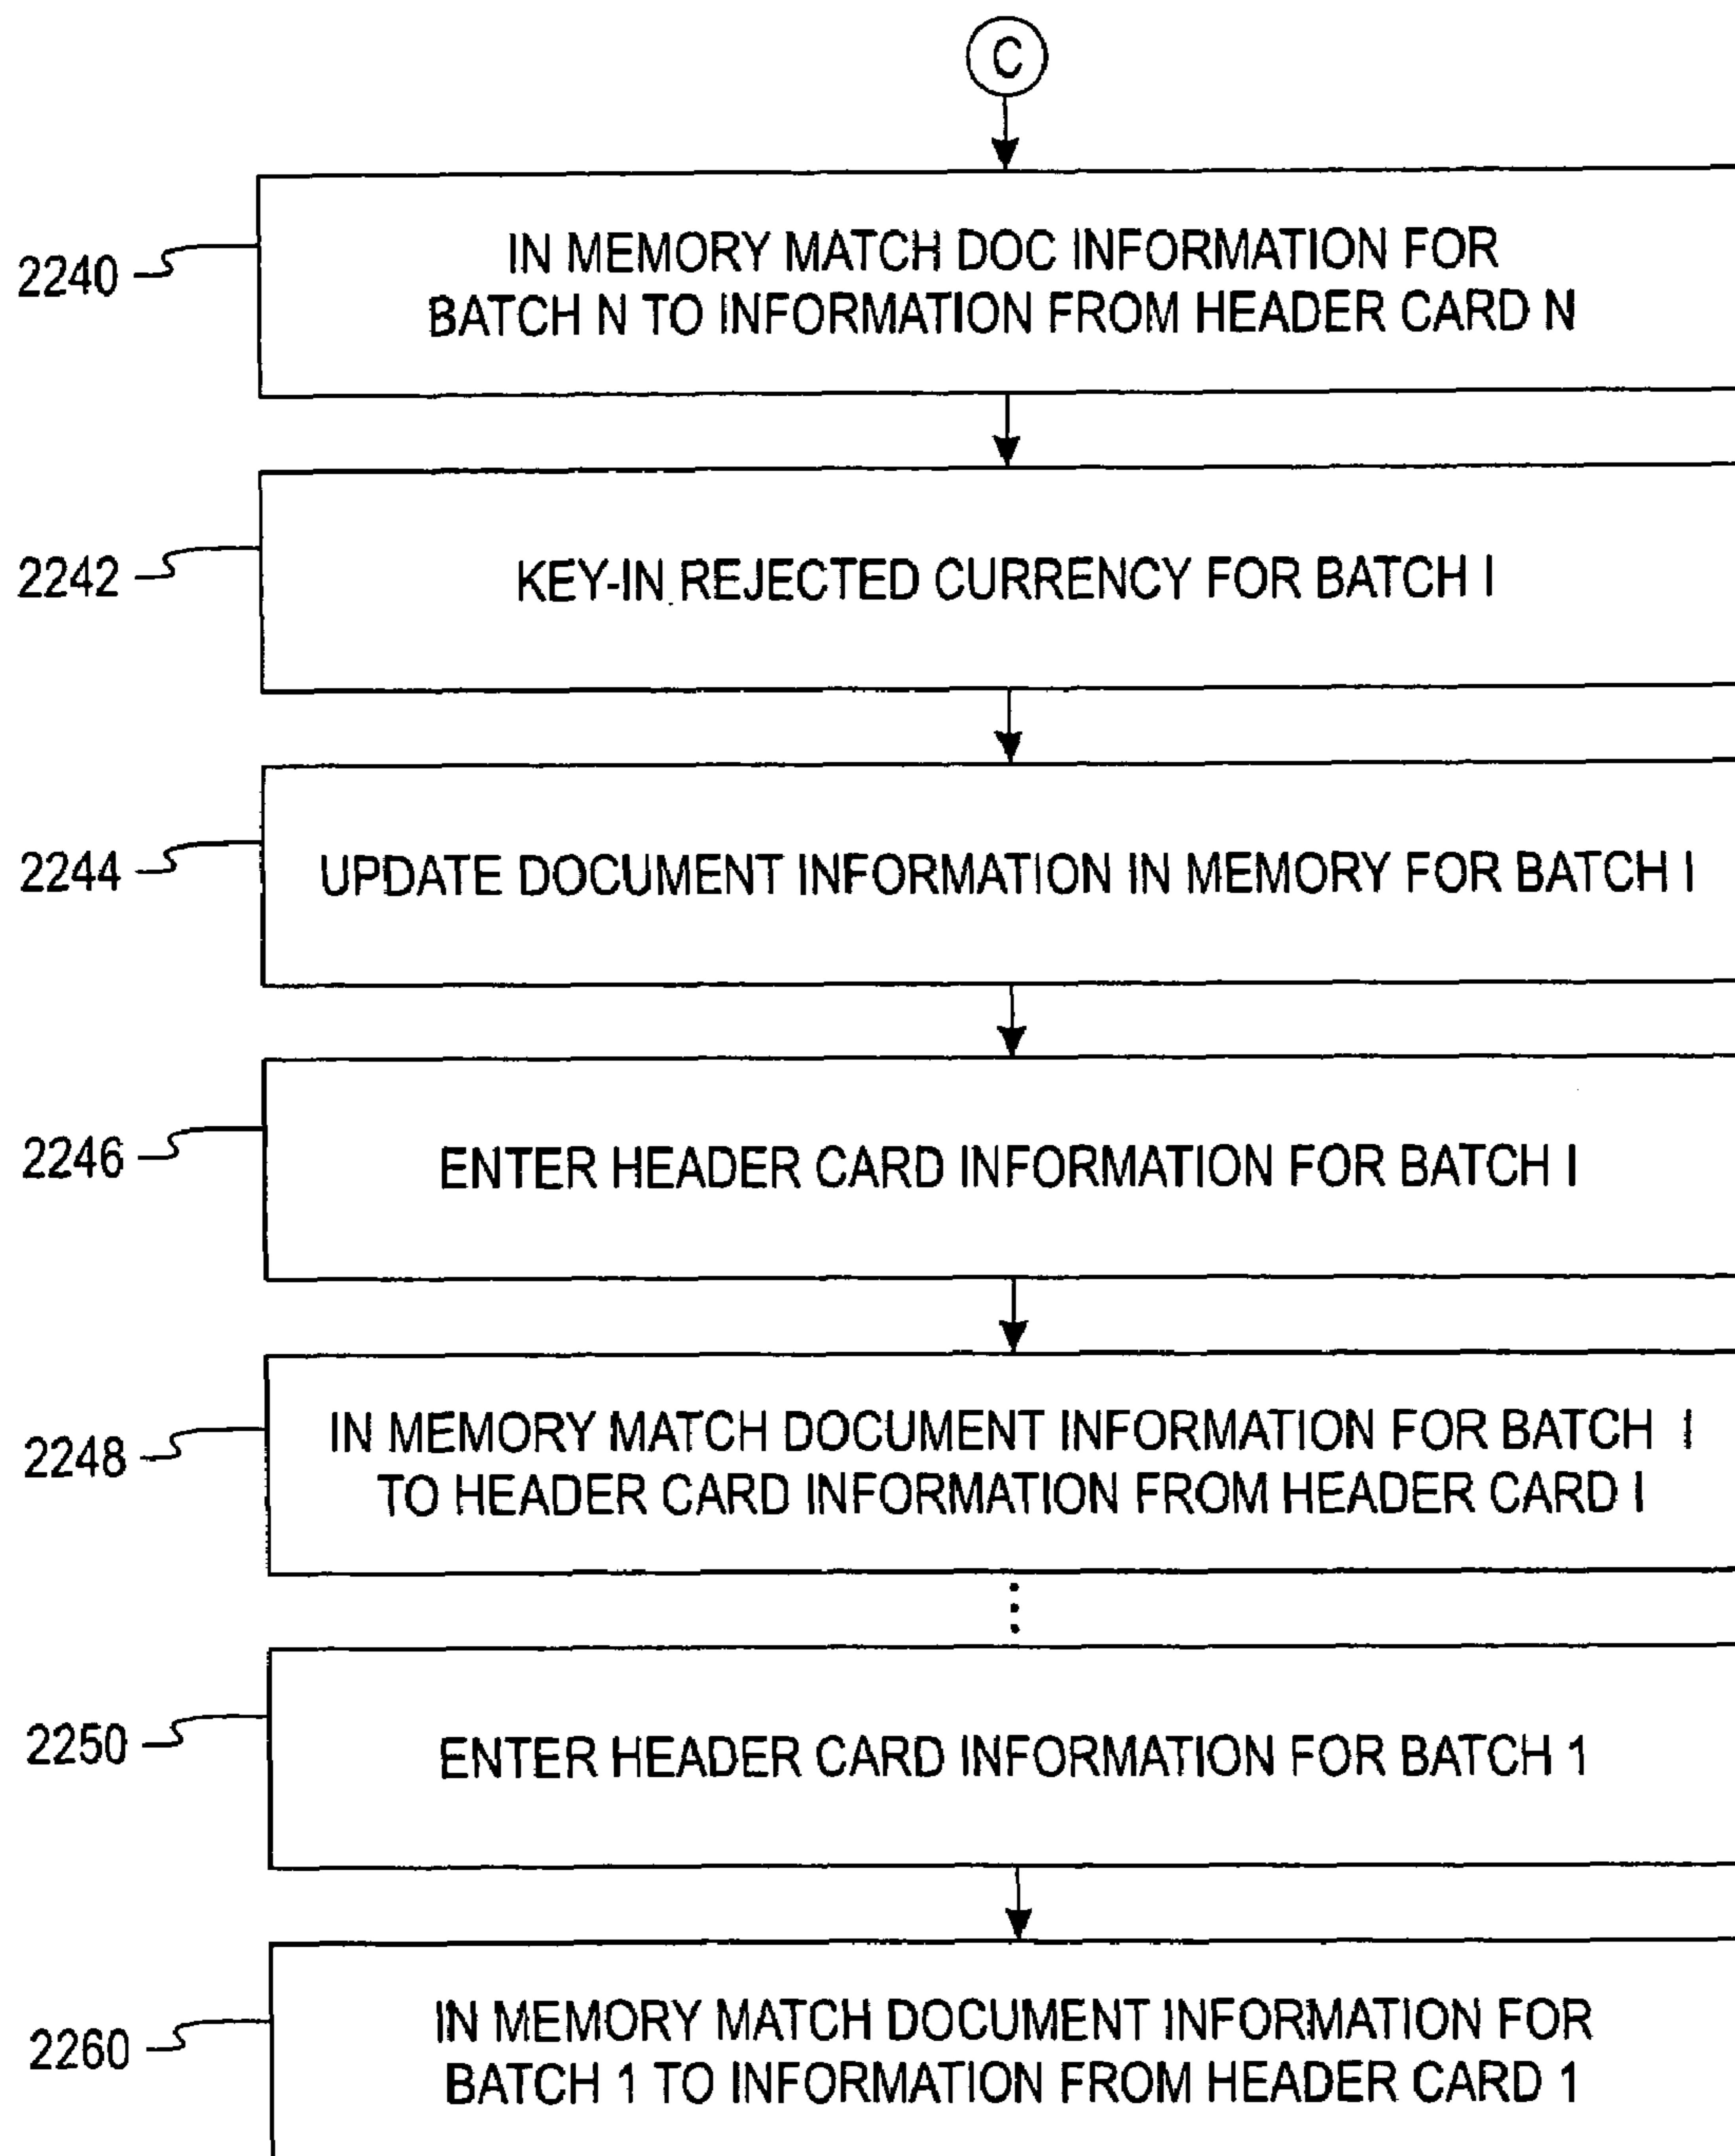 C
2240
IN MEMORY MATCH DOC INFORMATION FOR
BATCH N TO INFORMATION FROM HEADER CARD N
2242
KEY-IN REJECTED CURRENCY FOR BATCH I
2244
UPDATE DOCUMENT INFORMATION IN MEMORY FOR BATCH I
2246
ENTER HEADER CARD INFORMATION FOR BATCH I
2248
IN MEMORY MATCH DOCUMENT INFORMATION FOR BATCH I
TO HEADER CARD INFORMATION FROM HEADER CARD I
2250
ENTER HEADER CARD INFORMATION FOR BATCH 1
2260
IN MEMORY MATCH DOCUMENT INFORMATION FOR
BATCH 1 TO INFORMATION FROM HEADER CARD 1